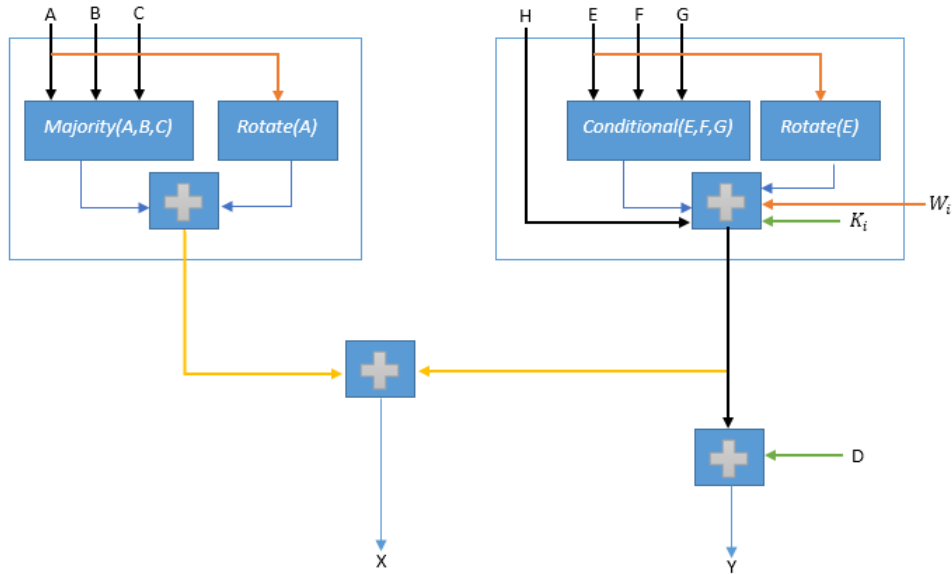 A B C H E F G
Majority(A,B,C) Rotate(A) Conditional(E,F,G) Rotate(E)
W_i
K_i
D
X Y